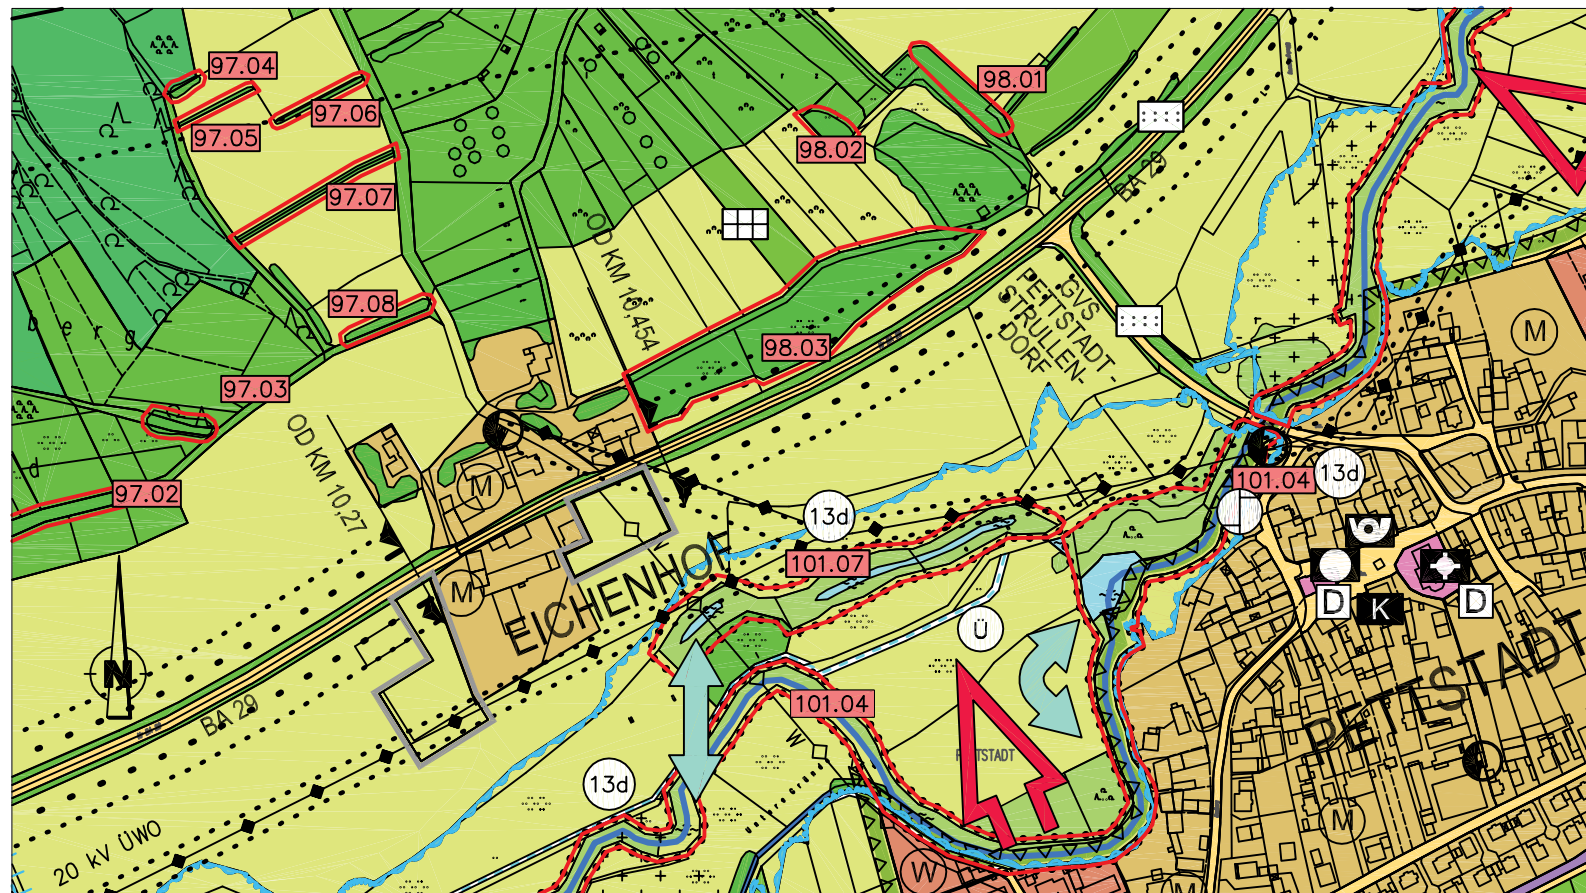 97.04
97.05
97.06
97.07
97.08
97.03
97.02
98.01
98.02
98.03
BA 29
OD KM 10,454
OD KM 10.27
GVS
PETTSTADT -
STRULLEN-
DORF
b e r g
d
M
M
M
13d
101.07
EICHENHOF
101.04
13d
M
Ü
D
K
D
N
BA 29
101.04
W
PETTSTADT
PETTSTADT
13d
20 kV ÜWO
M
W
M